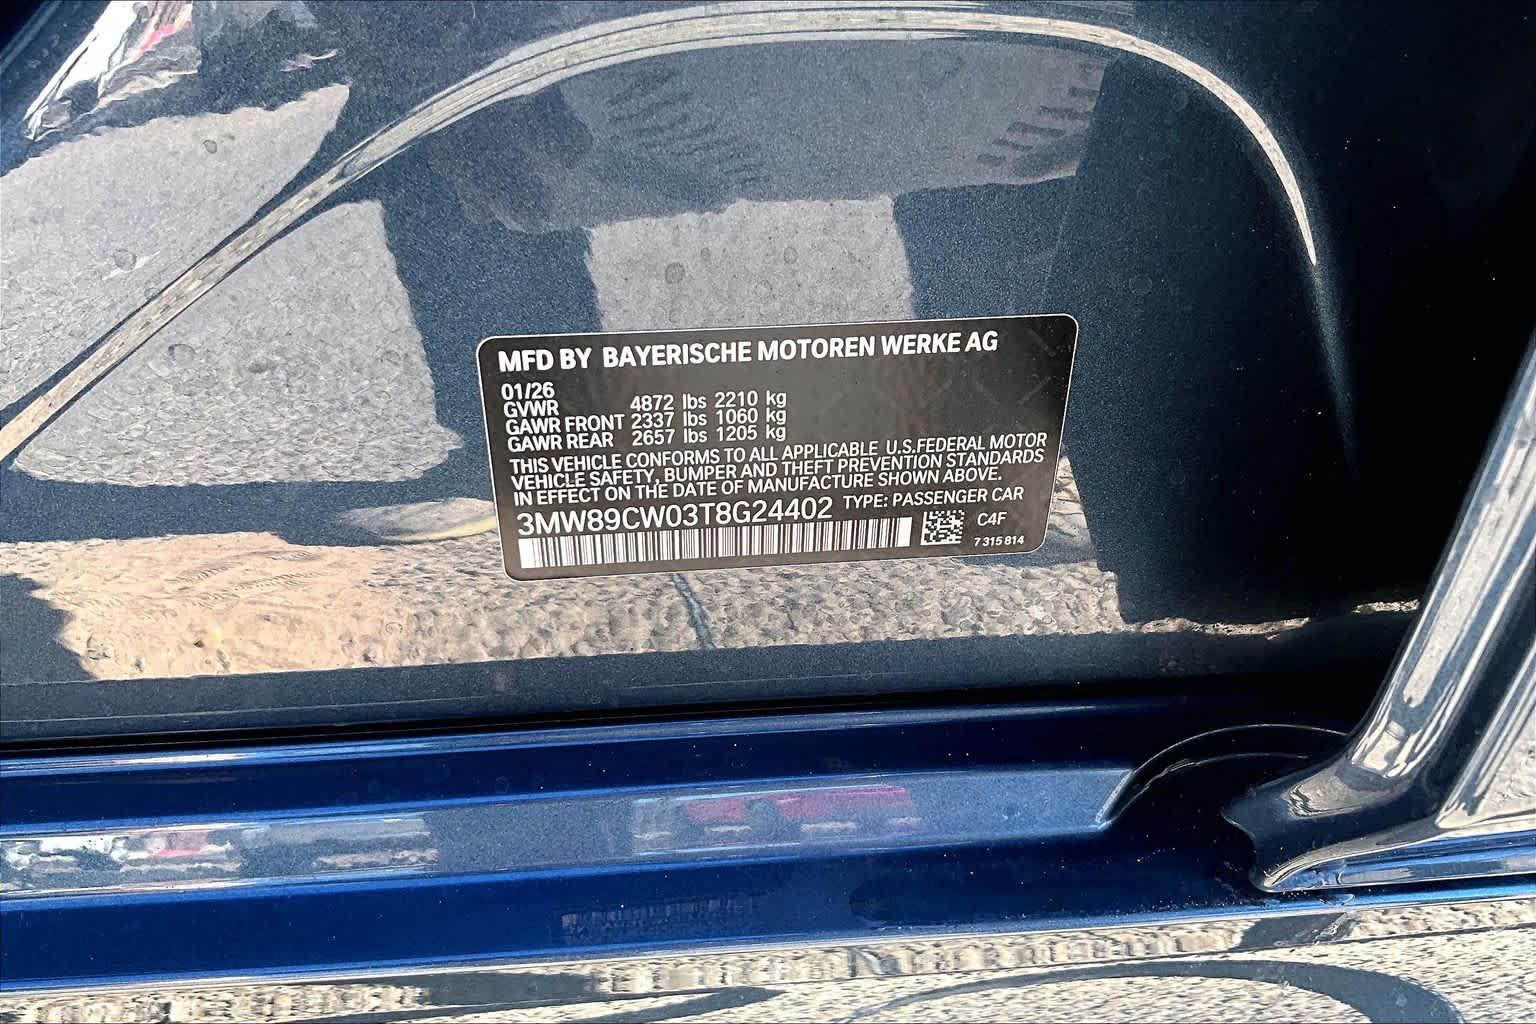 MFD BY BAYERISCHE MOTOREN WERKE AG
01/26
GVWR 4872 lbs 2210 kg
GAWR FRONT 2337 lbs 1060 kg
GAWR REAR 2657 lbs 1205 kg
THIS VEHICLE CONFORMS TO ALL APPLICABLE U.S.FEDERAL MOTOR
VEHICLE SAFETY, BUMPER AND THEFT PREVENTION STANDARDS
IN EFFECT ON THE DATE OF MANUFACTURE SHOWN ABOVE.
3MW89CW03T8G24402 TYPE: PASSENGER CAR
C4F
7 315 814